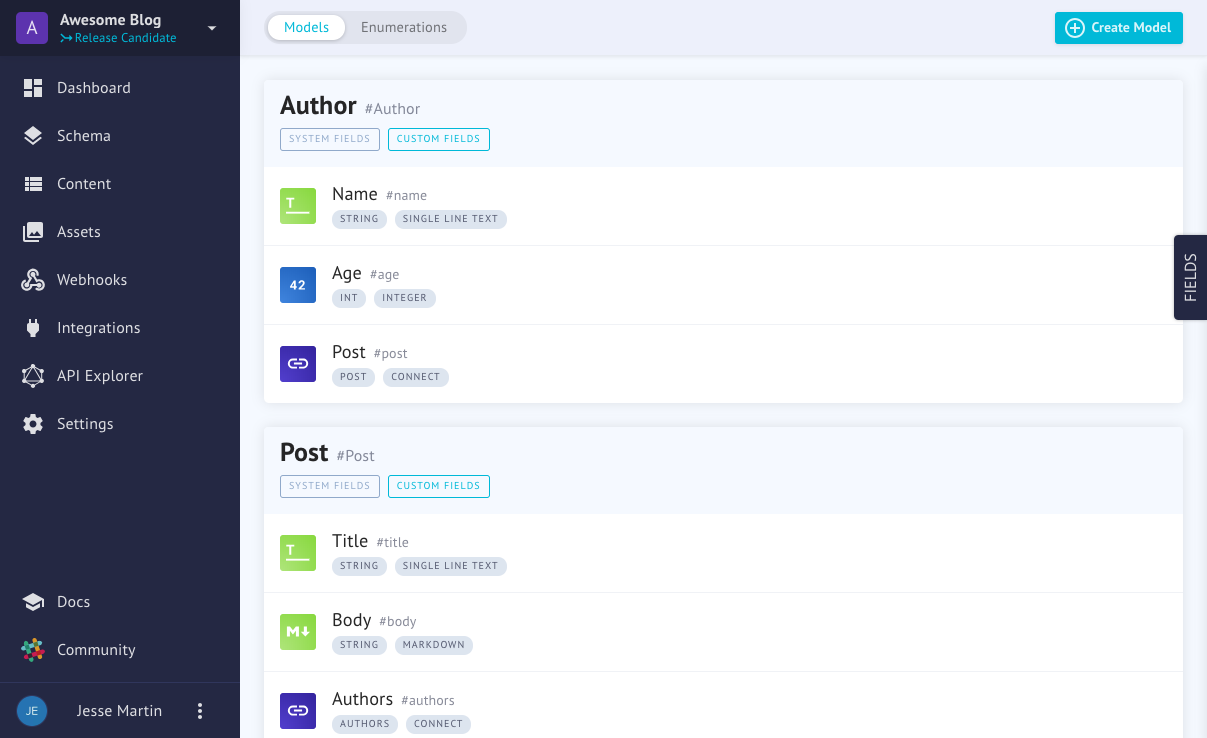 A
Awesome Blog
Release Candidate
Dashboard
Schema
Content
Assets
Webhooks
Integrations
API Explorer
Settings
Docs
Community
JE
Jesse Martin
Models
Enumerations
Create Model
Author #Author
SYSTEM FIELDS
CUSTOM FIELDS
T
Name #name
STRING
SINGLE LINE TEXT
42
Age #age
INT
INTEGER
Post #post
POST
CONNECT
Post #Post
SYSTEM FIELDS
CUSTOM FIELDS
T
Title #title
STRING
SINGLE LINE TEXT
M
Body #body
STRING
MARKDOWN
Authors #authors
AUTHORS
CONNECT
FIELDS